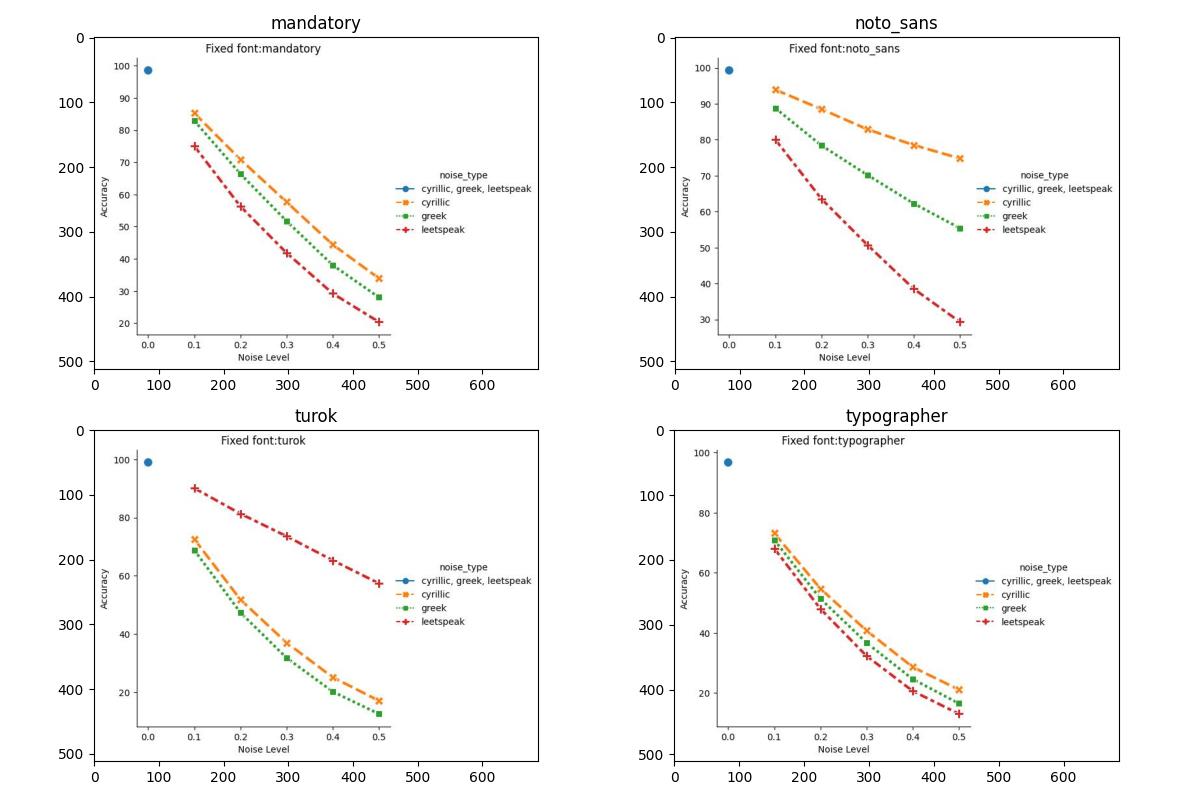 mandatory
Fixed font:mandatory
0
100
200
300
400
500
0 100 200 300 400 500 600
100
90
80
70
60
50
40
30
20
Accuracy
0.0 0.1 0.2 0.3 0.4 0.5
Noise Level
noise_type
cyrillic, greek, leetspeak
cyrillic
greek
leetspeak
noto_sans
Fixed font:noto_sans
0
100
200
300
400
500
0 100 200 300 400 500 600
100
90
80
70
60
50
40
30
Accuracy
0.0 0.1 0.2 0.3 0.4 0.5
Noise Level
noise_type
cyrillic, greek, leetspeak
cyrillic
greek
leetspeak
turok
Fixed font:turok
0
100
200
300
400
500
0 100 200 300 400 500 600
100
80
60
40
20
Accuracy
0.0 0.1 0.2 0.3 0.4 0.5
Noise Level
noise_type
cyrillic, greek, leetspeak
cyrillic
greek
leetspeak
typographer
Fixed font:typographer
0
100
200
300
400
500
0 100 200 300 400 500 600
100
80
60
40
20
Accuracy
0.0 0.1 0.2 0.3 0.4 0.5
Noise Level
noise_type
cyrillic, greek, leetspeak
cyrillic
greek
leetspeak